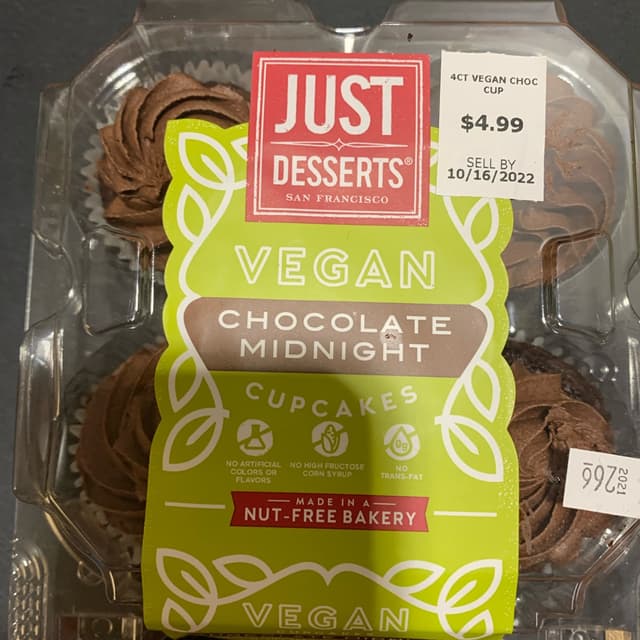 JUST
DESSERTS®
SAN FRANCISCO
4CT VEGAN CHOC
CUP
$4.99
SELL BY
10/16/2022
VEGAN
CHOCOLATE
MIDNIGHT
CUPCAKES
NO ARTIFICIAL
COLORS OR
FLAVORS
NO HIGH FRUCTOSE
CORN SYRUP
0g
NO
TRANS-FAT
MADE IN A
NUT-FREE BAKERY
2021
VEGAN